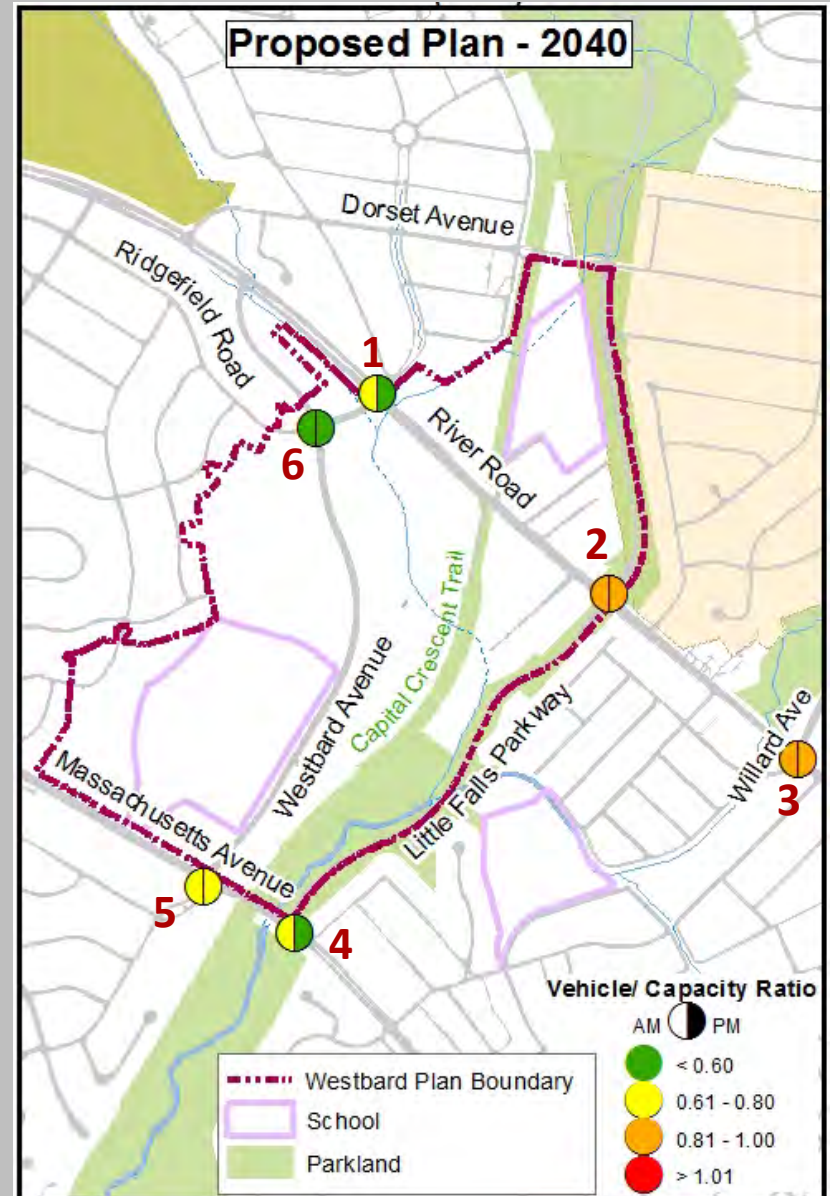 Proposed Plan - 2040
Dorset Avenue
Ridgefield Road
1
River Road
6
2
Capital Crescent Trail
Westbard Avenue
Willard Ave
3
Little Falls Parkway
Massachusetts Avenue
5
4
Vehicle/ Capacity Ratio
AM PM
< 0.60
0.61 - 0.80
0.81 - 1.00
> 1.01
Westbard Plan Boundary
School
Parkland